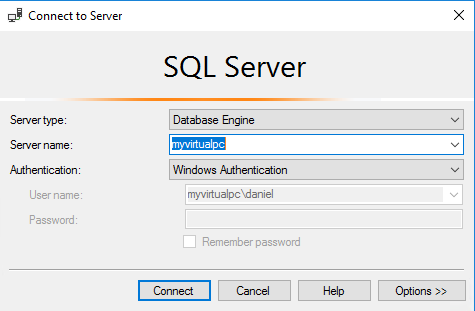 Connect to Server
SQL Server
Server type: Database Engine
Server name: myvirtualpc
Authentication: Windows Authentication
User name: myvirtualpc\daniel
Password:
Remember password
Connect Cancel Help Options >>